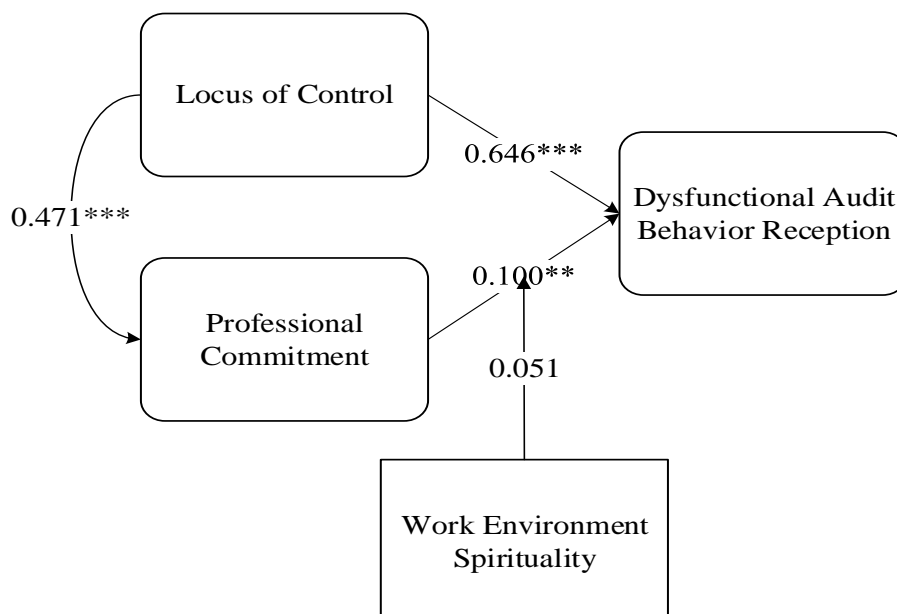 Locus of Control
0.646***
Dysfunctional Audit
Behavior Reception
0.471***
0.100**
Professional
Commitment
0.051
Work Environment
Spirituality